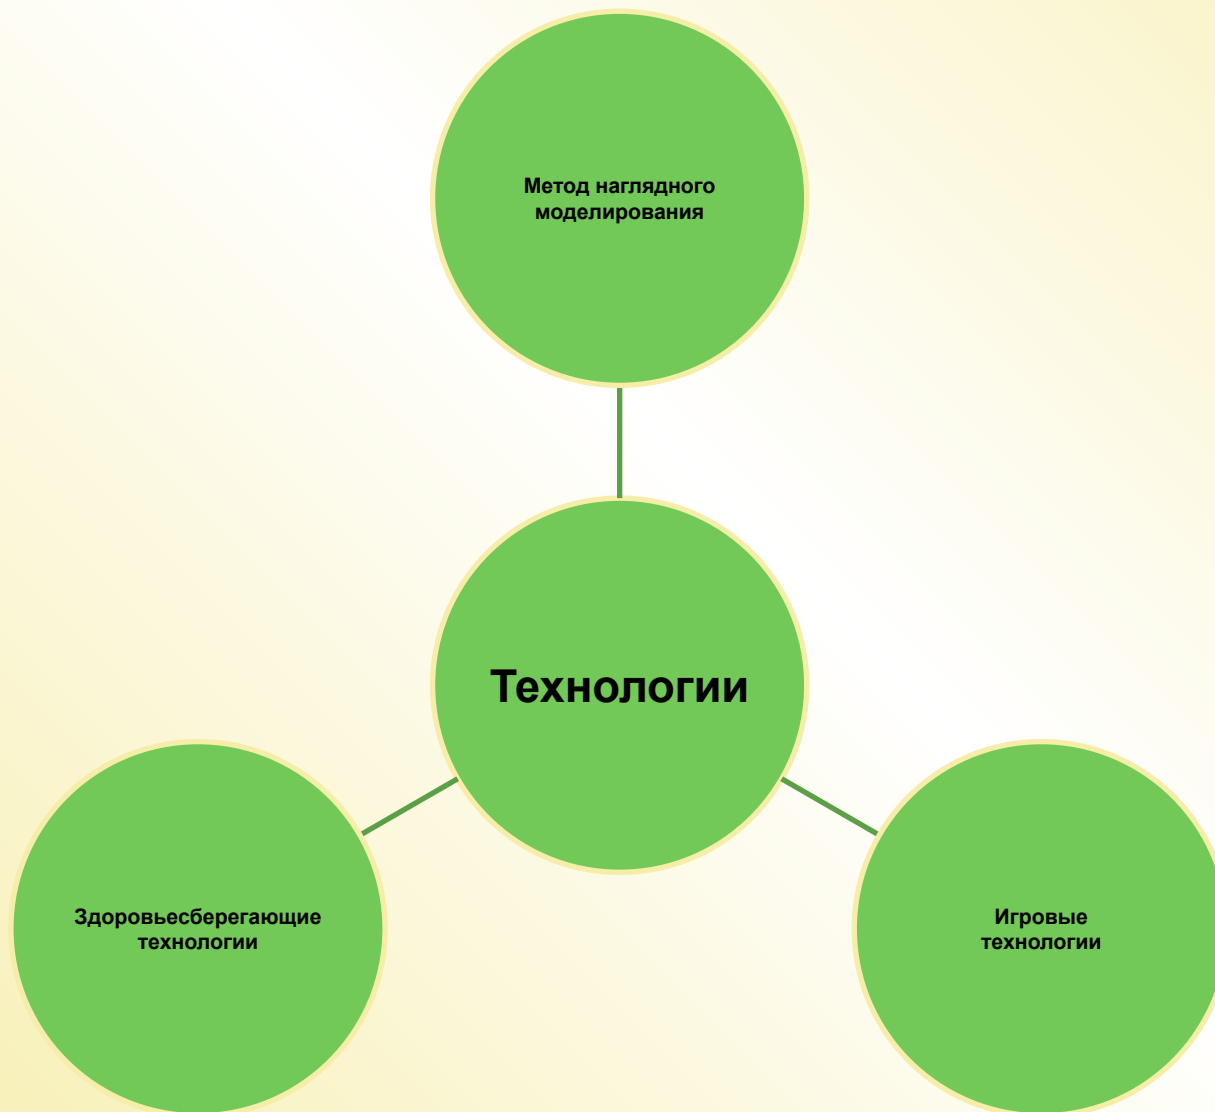 Метод наглядного
моделирования
Технологии
Здоровьесберегающие
технологии
Игровые
технологии